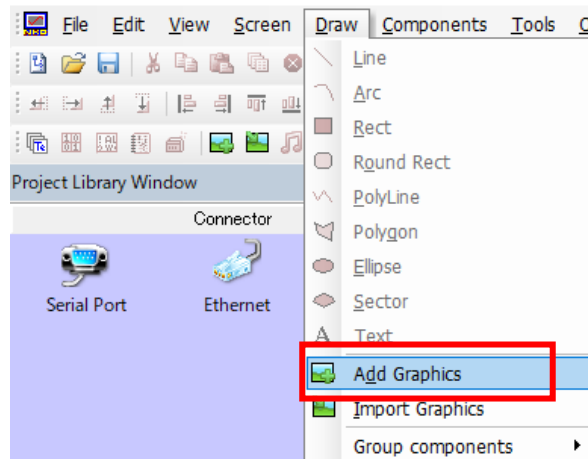 File Edit View Screen Draw Components Tools
Line
Arc
Rect
Round Rect
PolyLine
Polygon
Ellipse
Sector
Text
Add Graphics
Import Graphics
Group components
Project Library Window
Connector
Serial Port Ethernet